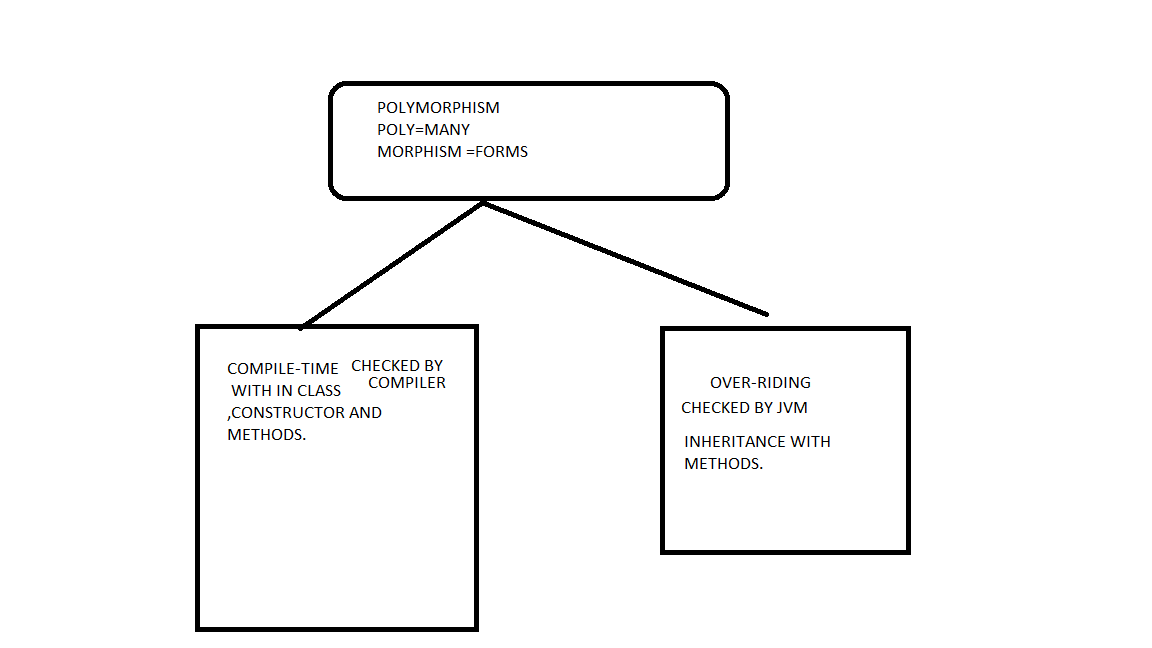 POLYMORPHISM
POLY=MANY
MORPHISM =FORMS
COMPILE-TIME
WITH IN CLASS
,CONSTRUCTOR AND
METHODS.
CHECKED BY
COMPILER
OVER-RIDING
CHECKED BY JVM
INHERITANCE WITH
METHODS.